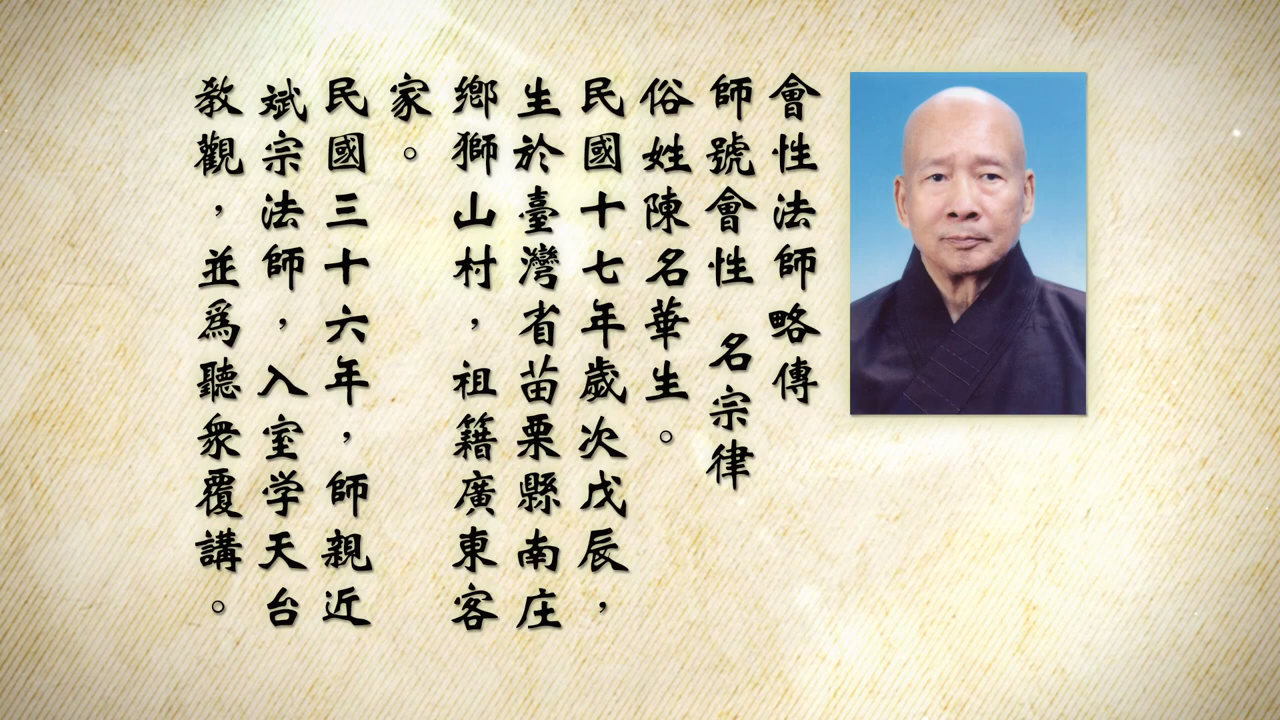 會性法師略傳
師號會性 名宗律
俗姓陳名華生。
民國十七年歲次戊辰，
生於臺灣省苗栗縣南庄
鄉獅山村，祖籍廣東客
家。
民國三十六年，師親近
斌宗法師，入室学天台
教觀，並爲聽衆覆講。